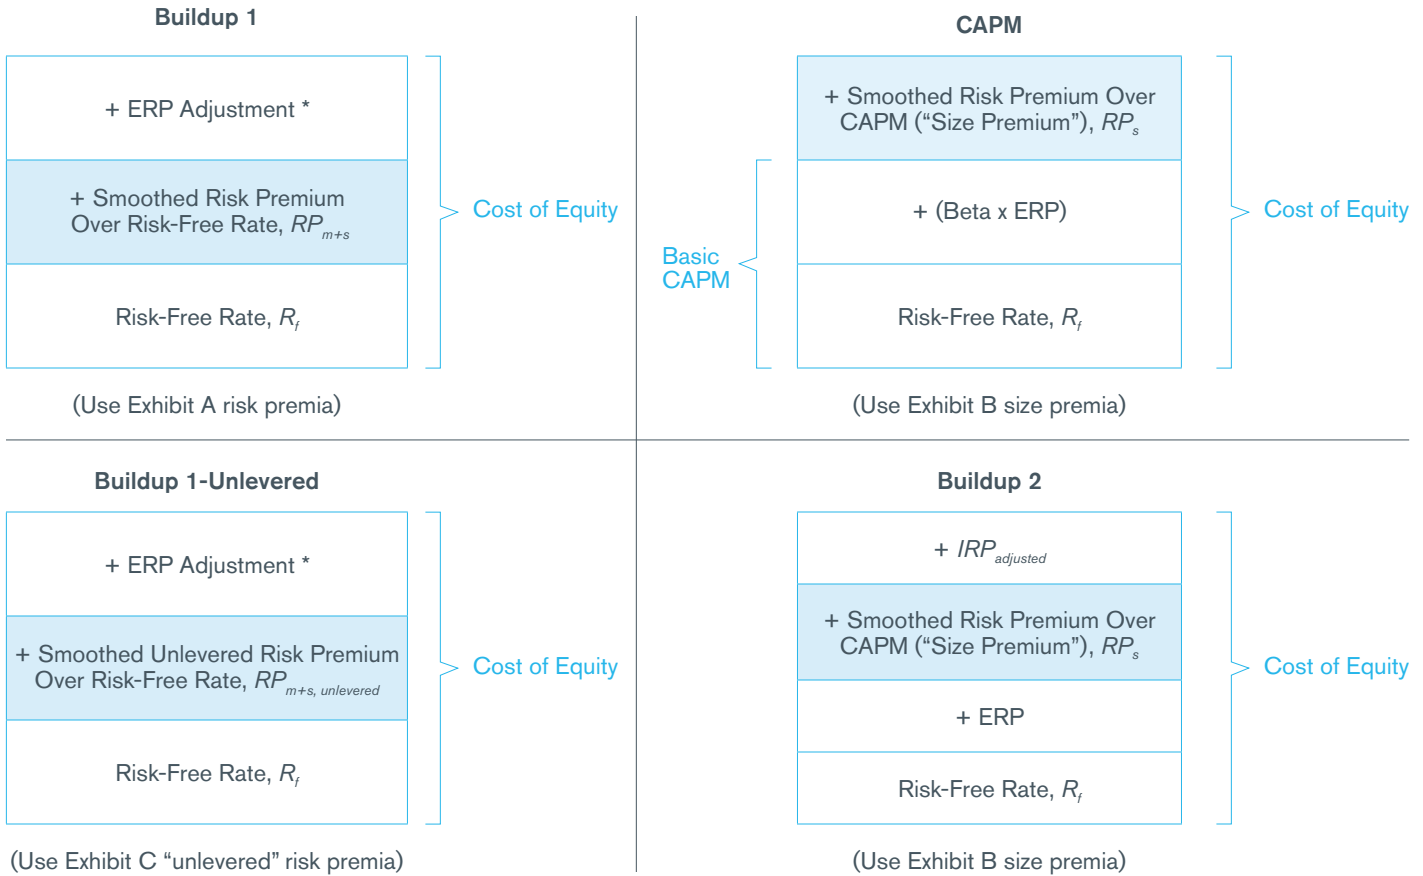 Buildup 1
+ ERP Adjustment *
+ Smoothed Risk Premium
Over Risk-Free Rate, RPm+s
Risk-Free Rate, Rf
Cost of Equity
(Use Exhibit A risk premia)
CAPM
+ Smoothed Risk Premium Over
CAPM (“Size Premium”), RPs
+ (Beta x ERP)
Risk-Free Rate, Rf
Basic
CAPM
Cost of Equity
(Use Exhibit B size premia)
Buildup 1-Unlevered
+ ERP Adjustment *
+ Smoothed Unlevered Risk Premium
Over Risk-Free Rate, RPm+s, unlevered
Risk-Free Rate, Rf
Cost of Equity
(Use Exhibit C “unlevered” risk premia)
Buildup 2
+ IRPadjusted
+ Smoothed Risk Premium Over
CAPM (“Size Premium”), RPs
+ ERP
Risk-Free Rate, Rf
Cost of Equity
(Use Exhibit B size premia)